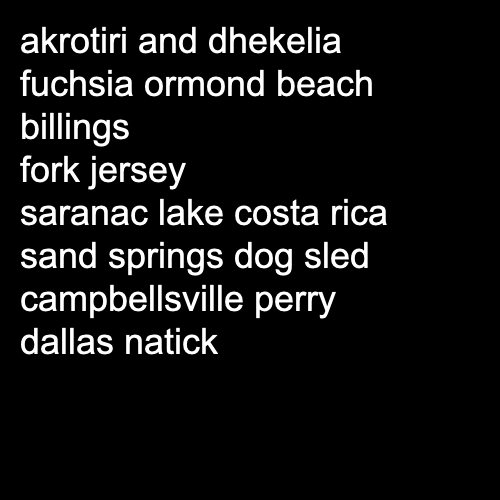 akrotiri and dhekelia
fuchsia ormond beach
billings
fork jersey
saranac lake costa rica
sand springs dog sled
campbellsville perry
dallas natick